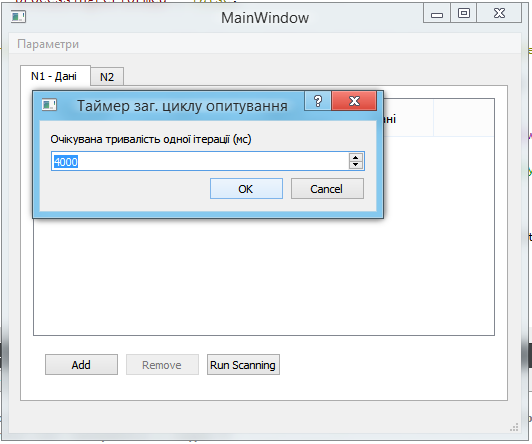 MainWindow
Параметри
N1 - Дані
N2
Таймер заг. циклу опитування
?
Очікувана тривалість одної ітерації (мс)
4000
OK
Cancel
Add
Remove
Run Scanning